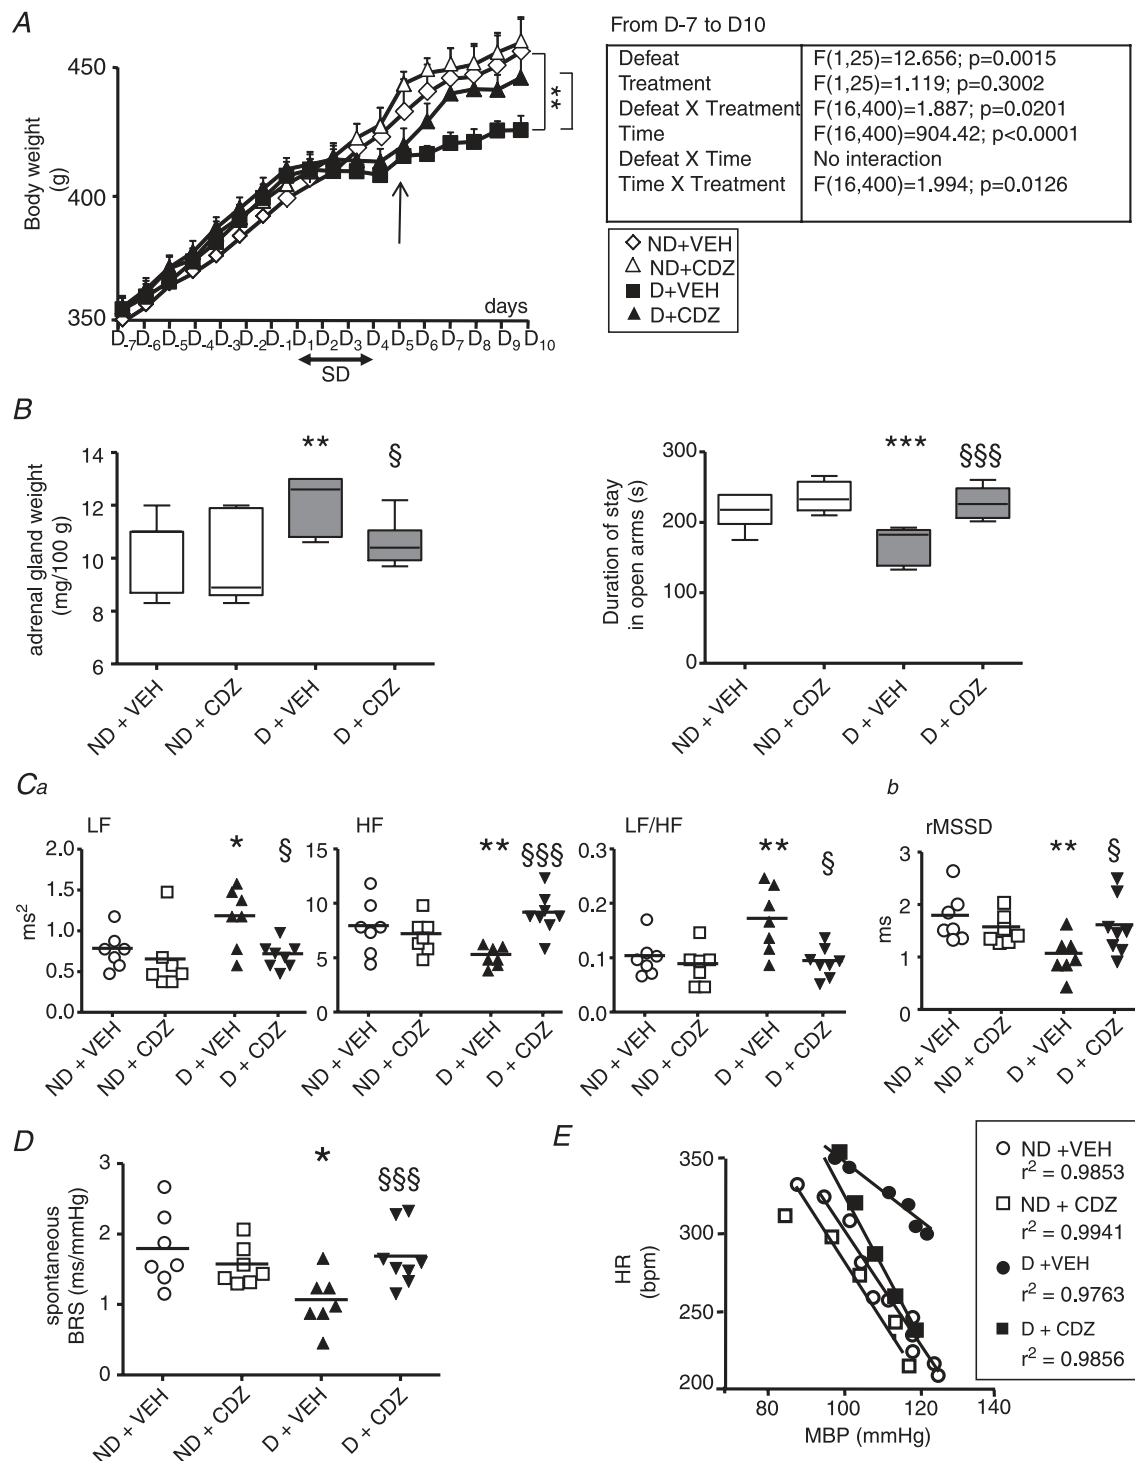 A
From D-7 to D10
Defeat F(1,25)=12.656; p=0.0015
Treatment F(1,25)=1.119; p=0.3002
Defeat X Treatment F(16,400)=1.887; p=0.0201
Time F(16,400)=904.42; p<0.0001
Defeat X Time No interaction
Time X Treatment F(16,400)=1.994; p=0.0126
ND+VEH
ND+CDZ
D+VEH
D+CDZ
Body weight
(g)
450
400
350
**
days
D-7 D-6 D-5 D-4 D-3 D-2 D-1 D1 D2 D3 D4 D5 D6 D7 D8 D9 D10
SD
B
adrenal gland weight
(mg/100 g)
14
12
10
8
6
** §
ND + VEH ND + CDZ D + VEH D + CDZ
Duration of stay
in open arms (s)
300
200
100
0
*** §§§
ND + VEH ND + CDZ D + VEH D + CDZ
Ca
LF
ms²
2.0
1.5
1.0
0.5
0.0
* §
ND + VEH ND + CDZ D + VEH D + CDZ
HF
15
10
5
0
** §§§
ND + VEH ND + CDZ D + VEH D + CDZ
LF/HF
0.3
0.2
0.1
0.0
** §
ND + VEH ND + CDZ D + VEH D + CDZ
b
rMSSD
ms
3
2
1
0
** §
ND + VEH ND + CDZ D + VEH D + CDZ
D
spontaneous
BRS (ms/mmHg)
3
2
1
0
* §§§
ND + VEH ND + CDZ D + VEH D + CDZ
E
HR
(bpm)
350
300
250
200
80 100 120 140
MBP (mmHg)
ND +VEH
r² = 0.9853
ND + CDZ
r² = 0.9941
D +VEH
r² = 0.9763
D + CDZ
r² = 0.9856